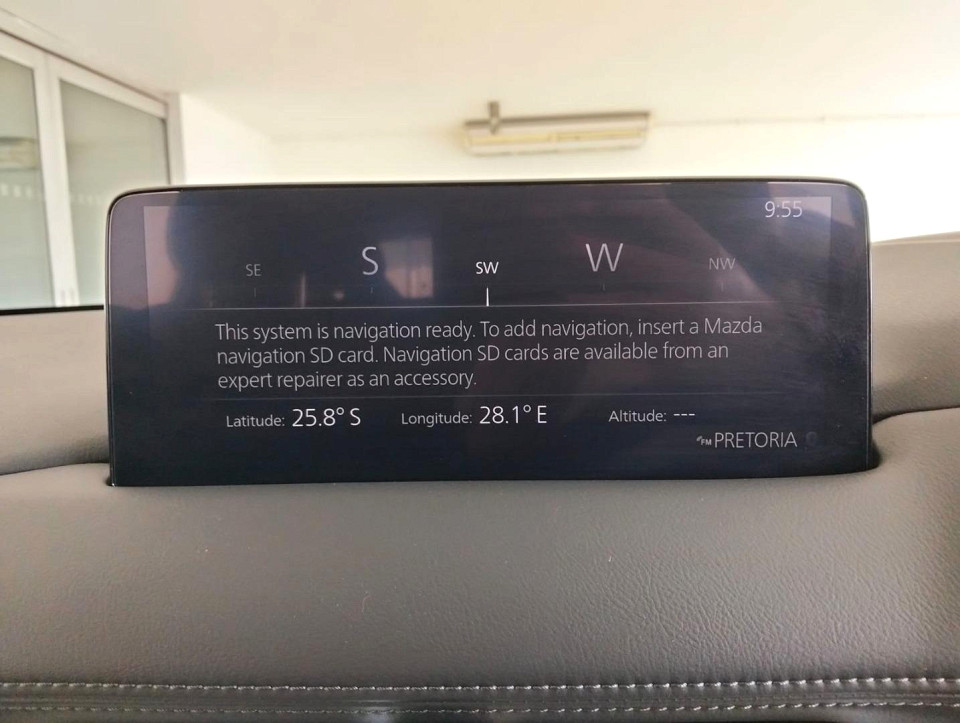 9:55
SE S SW W NW
This system is navigation ready. To add navigation, insert a Mazda
navigation SD card. Navigation SD cards are available from an
expert repairer as an accessory.
Latitude: 25.8° S Longitude: 28.1° E Altitude: ---
FM PRETORIA